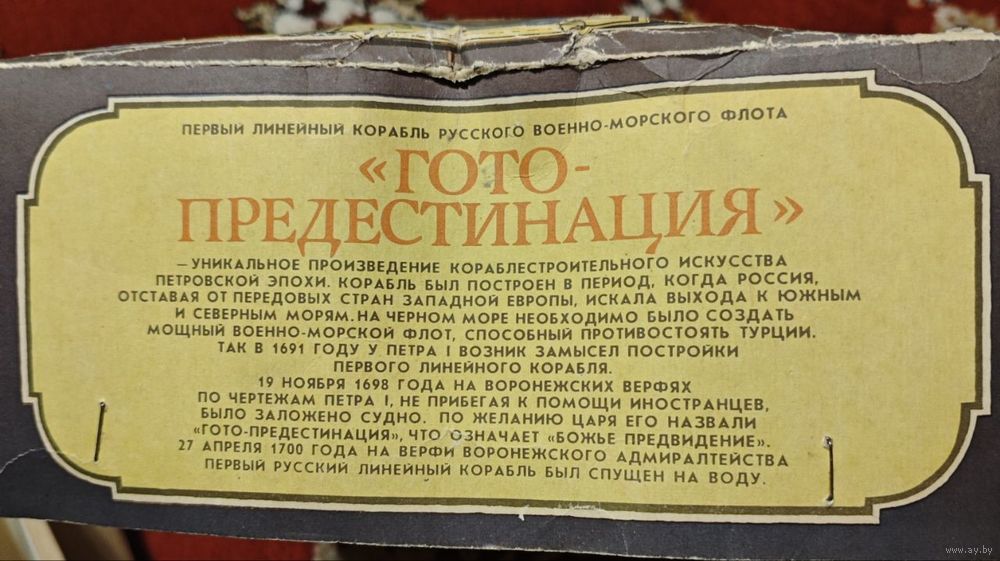 ПЕРВЫЙ ЛИНЕЙНЫЙ КОРАБЛЬ РУССКОГО ВОЕННО-МОРСКОГО ФЛОТА
«ГОТО-
ПРЕДЕСТИНАЦИЯ»
— УНИКАЛЬНОЕ ПРОИЗВЕДЕНИЕ КОРАБЛЕСТРОИТЕЛЬНОГО ИСКУССТВА
ПЕТРОВСКОЙ ЭПОХИ. КОРАБЛЬ БЫЛ ПОСТРОЕН В ПЕРИОД, КОГДА РОССИЯ,
ОТСТАВАЯ ОТ ПЕРЕДОВЫХ СТРАН ЗАПАДНОЙ ЕВРОПЫ, ИСКАЛА ВЫХОДА К ЮЖНЫМ
И СЕВЕРНЫМ МОРЯМ. НА ЧЕРНОМ МОРЕ НЕОБХОДИМО БЫЛО СОЗДАТЬ
МОЩНЫЙ ВОЕННО-МОРСКОЙ ФЛОТ, СПОСОБНЫЙ ПРОТИВОСТОЯТЬ ТУРЦИИ.
ТАК В 1691 ГОДУ У ПЕТРА I ВОЗНИК ЗАМЫСЕЛ ПОСТРОЙКИ
ПЕРВОГО ЛИНЕЙНОГО КОРАБЛЯ.
19 НОЯБРЯ 1698 ГОДА НА ВОРОНЕЖСКИХ ВЕРФЯХ
ПО ЧЕРТЕЖАМ ПЕТРА I, НЕ ПРИБЕГАЯ К ПОМОЩИ ИНОСТРАНЦЕВ,
БЫЛО ЗАЛОЖЕНО СУДНО. ПО ЖЕЛАНИЮ ЦАРЯ ЕГО НАЗВАЛИ
«ГОТО-ПРЕДЕСТИНАЦИЯ», ЧТО ОЗНАЧАЕТ «БОЖЬЕ ПРЕДВИДЕНИЕ».
27 АПРЕЛЯ 1700 ГОДА НА ВЕРФИ ВОРОНЕЖСКОГО АДМИРАЛТЕЙСТВА
ПЕРВЫЙ РУССКИЙ ЛИНЕЙНЫЙ КОРАБЛЬ БЫЛ СПУЩЕН НА ВОДУ.
www.ay.by